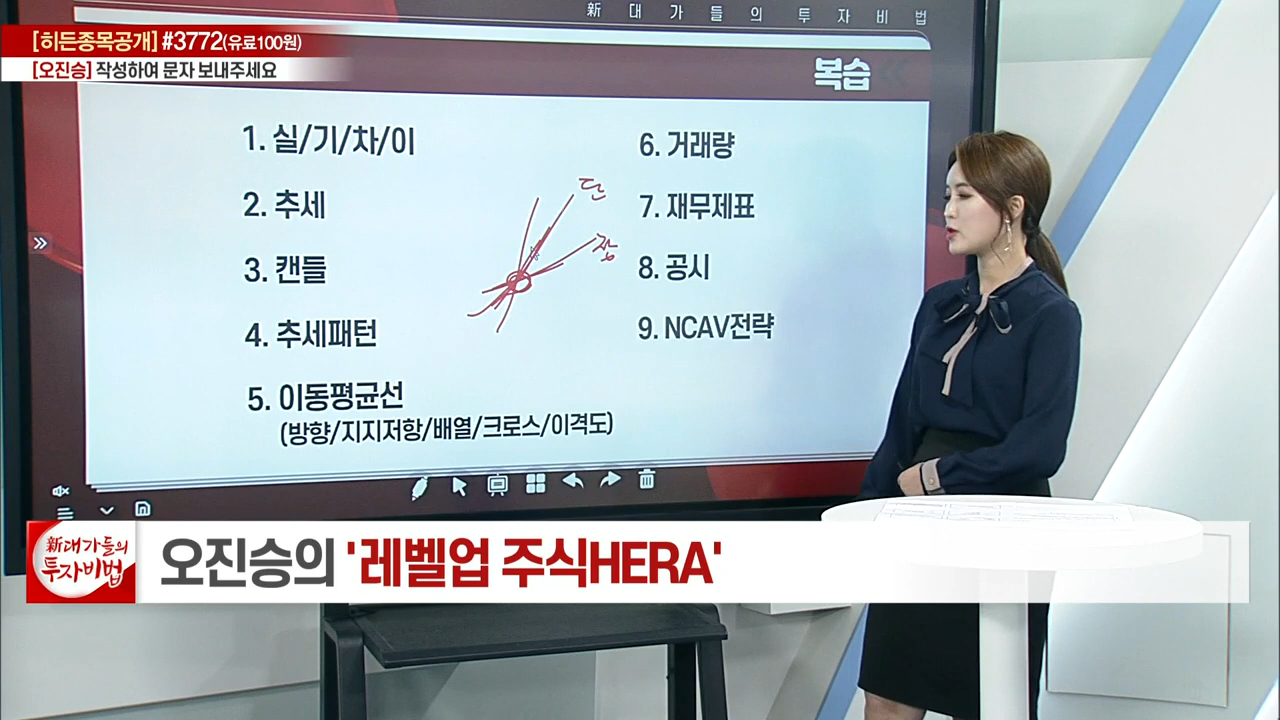 新 대 가 들 의 투 자 비 법
[히든종목공개] #3772(유료100원)
[오진승] 작성하여 문자 보내주세요
복습
1. 실/기/차/이
2. 추세
3. 캔들
4. 추세패턴
5. 이동평균선
(방향/지지저항/배열/크로스/이격도)
단
장
6. 거래량
7. 재무제표
8. 공시
9. NCAV전략
新대가들의
투자비법
오진승의 '레벨업 주식HERA'